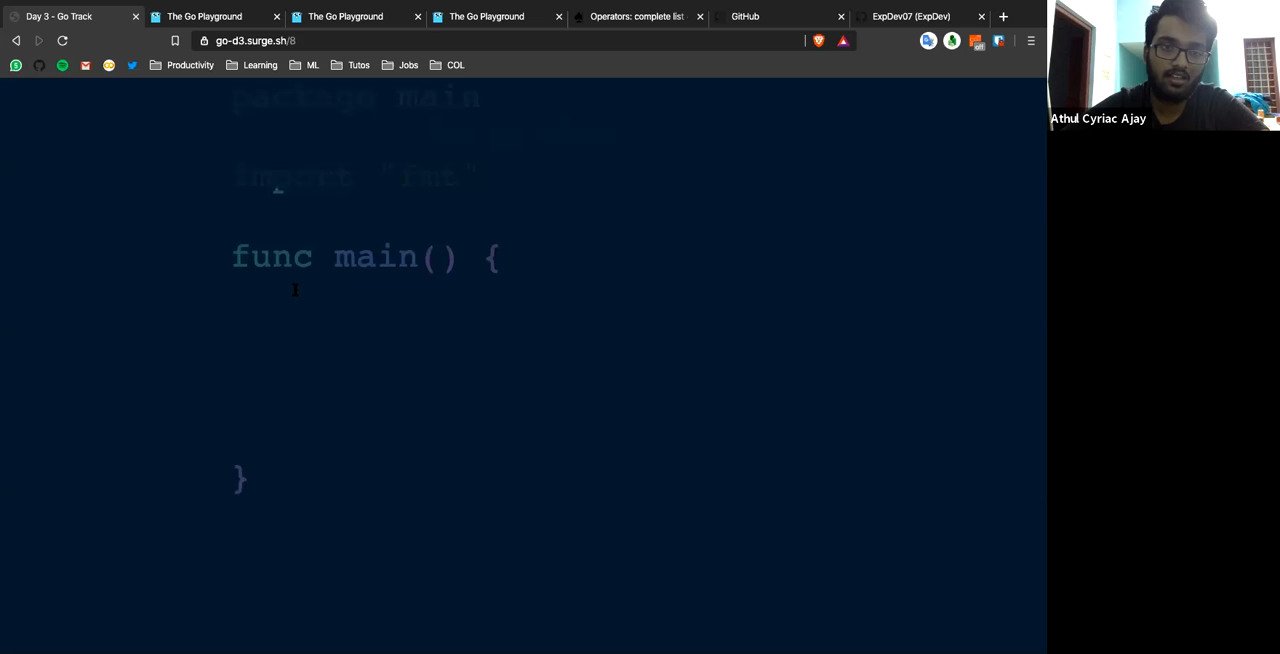 Day 3 - Go Track
The Go Playground
The Go Playground
The Go Playground
Operators: complete list
GitHub
ExpDev07 (ExpDev)
go-d3.surge.sh/8
off
Productivity
Learning
ML
Tutos
Jobs
COL
Athul Cyriac Ajay
package main
import "fmt"
func main() {
}